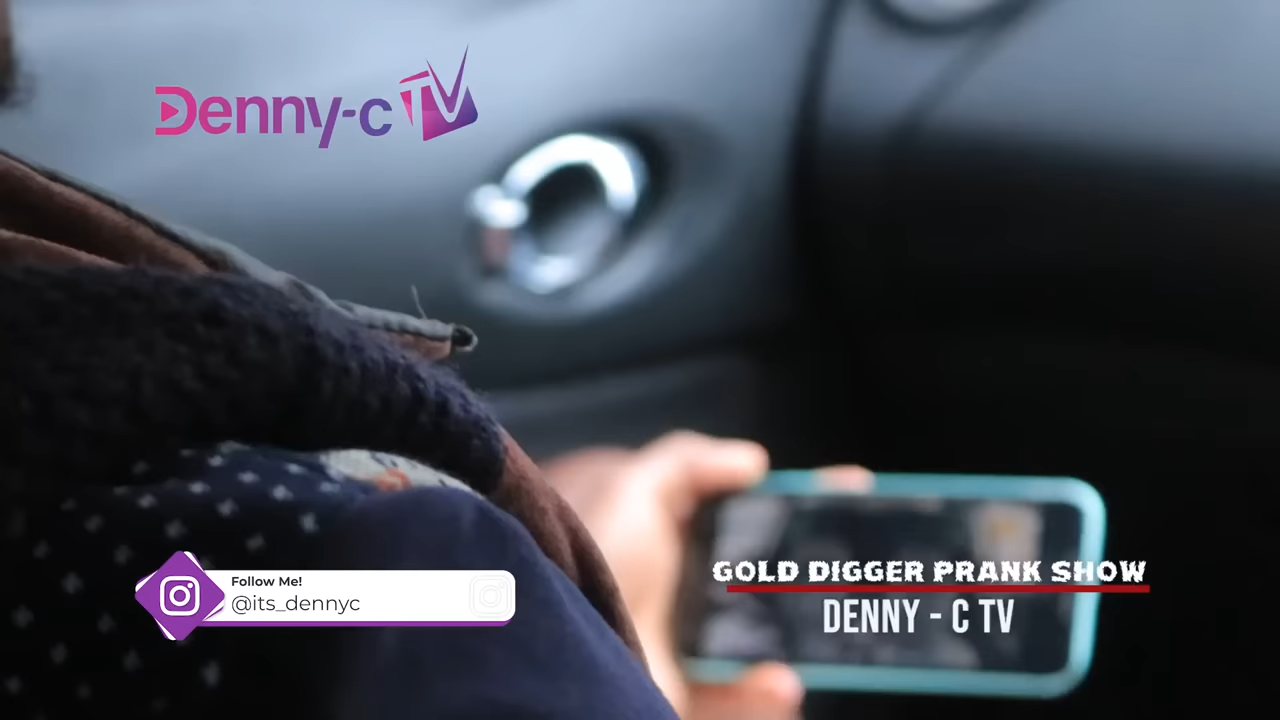 Denny-c TV
Follow Me!
@its_dennyc
GOLD DIGGER PRANK SHOW
DENNY - C TV